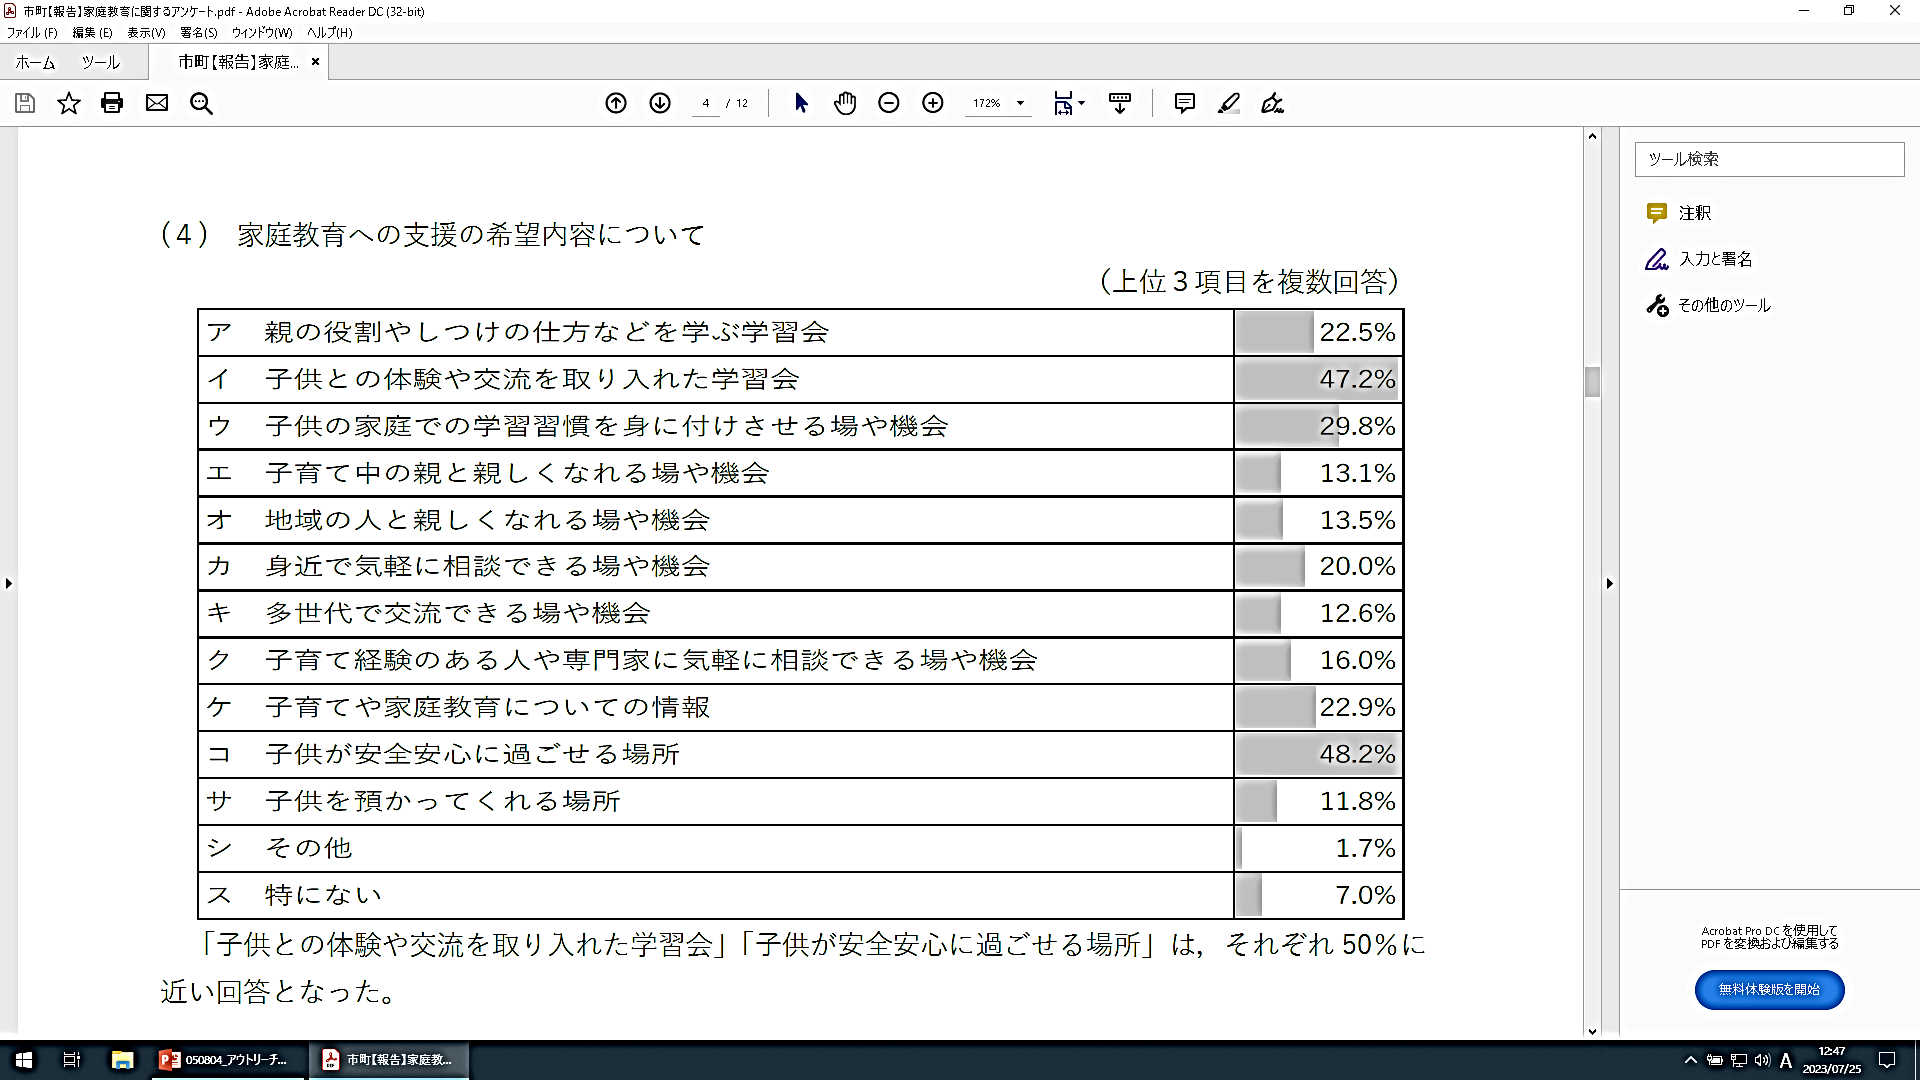 市町【報告】家庭教育に関するアンケート.pdf - Adobe Acrobat Reader DC (32-bit)
ファイル (F) 編集 (E) 表示(V) 署名(S) ウィンドウ(W) ヘルプ(H)
ホーム ツール 市町【報告】家庭... ×
4 / 12 172%
ツール検索
注釈
入力と署名
その他のツール
（４） 家庭教育への支援の希望内容について
（上位３項目を複数回答）
ア 親の役割やしつけの仕方などを学ぶ学習会 22.5%
イ 子供との体験や交流を取り入れた学習会 47.2%
ウ 子供の家庭での学習習慣を身に付けさせる場や機会 29.8%
エ 子育て中の親と親しくなれる場や機会 13.1%
オ 地域の人と親しくなれる場や機会 13.5%
カ 身近で気軽に相談できる場や機会 20.0%
キ 多世代で交流できる場や機会 12.6%
ク 子育て経験のある人や専門家に気軽に相談できる場や機会 16.0%
ケ 子育てや家庭教育についての情報 22.9%
コ 子供が安全安心に過ごせる場所 48.2%
サ 子供を預かってくれる場所 11.8%
シ その他 1.7%
ス 特にない 7.0%
「子供との体験や交流を取り入れた学習会」「子供が安全安心に過ごせる場所」は，それぞれ 50％に
近い回答となった。
Acrobat Pro DC を使用して
PDF を変換および編集する
無料体験版を開始
050804_アウトリーチ... 市町【報告】家庭教... A 12:47
2023/07/25